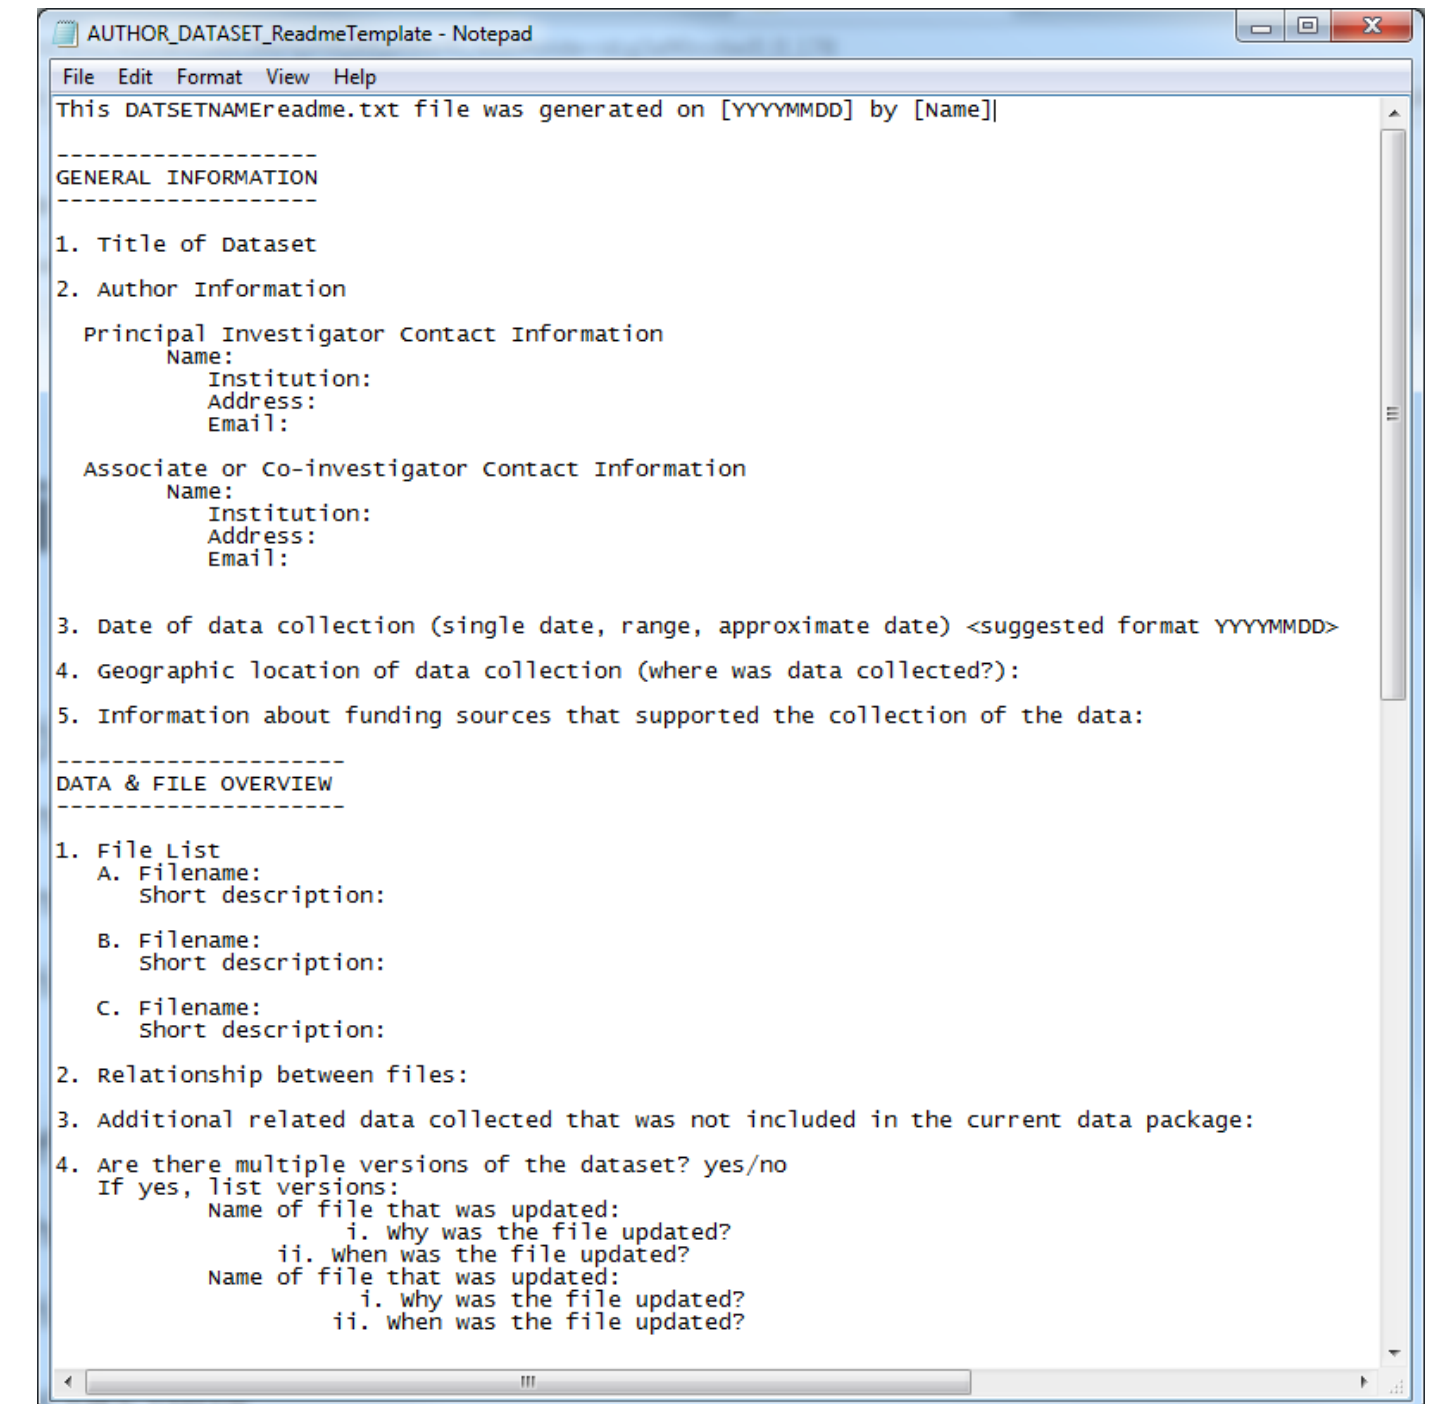 AUTHOR_DATASET_ReadmeTemplate - Notepad
File Edit Format View Help
This DATSETNAMEreadme.txt file was generated on [YYYYMMDD] by [Name]
-------------------
GENERAL INFORMATION
-------------------
1. Title of Dataset
2. Author Information
Principal Investigator Contact Information
Name:
Institution:
Address:
Email:
Associate or Co-investigator Contact Information
Name:
Institution:
Address:
Email:
3. Date of data collection (single date, range, approximate date) <suggested format YYYYMMDD>
4. Geographic location of data collection (where was data collected?):
5. Information about funding sources that supported the collection of the data:
---------------------
DATA & FILE OVERVIEW
---------------------
1. File List
A. Filename:
Short description:
B. Filename:
Short description:
C. Filename:
Short description:
2. Relationship between files:
3. Additional related data collected that was not included in the current data package:
4. Are there multiple versions of the dataset? yes/no
If yes, list versions:
Name of file that was updated:
i. Why was the file updated?
ii. When was the file updated?
Name of file that was updated:
i. Why was the file updated?
ii. When was the file updated?